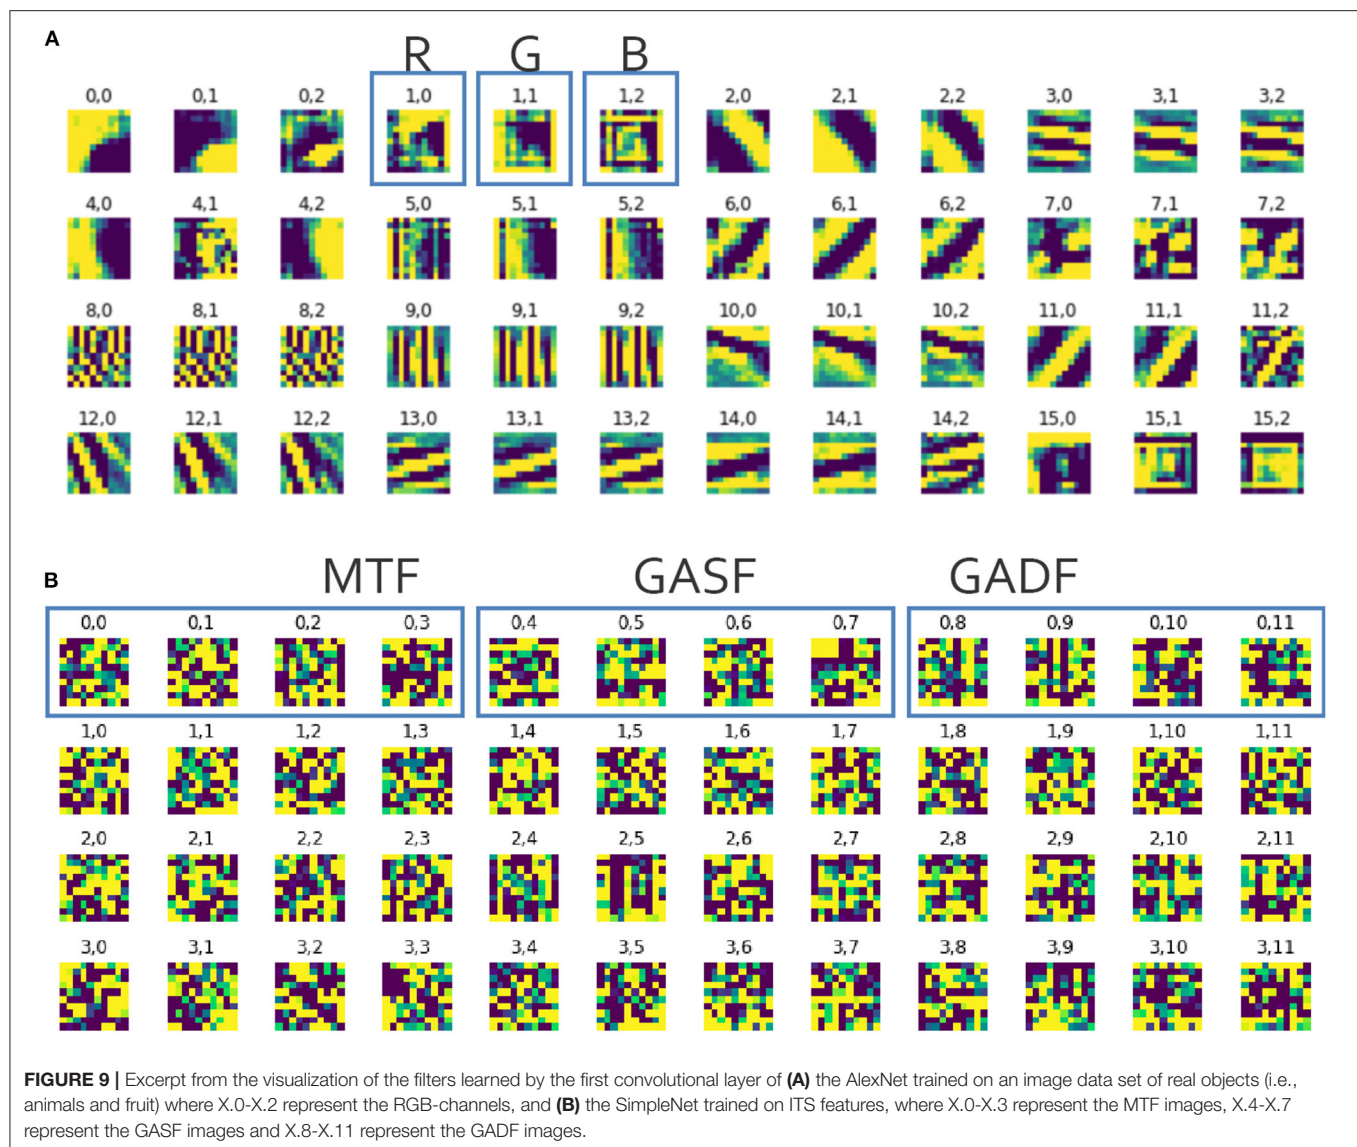 A
R G B
0,0 0,1 0,2 1,0 1,1 1,2 2,0 2,1 2,2 3,0 3,1 3,2
4,0 4,1 4,2 5,0 5,1 5,2 6,0 6,1 6,2 7,0 7,1 7,2
8,0 8,1 8,2 9,0 9,1 9,2 10,0 10,1 10,2 11,0 11,1 11,2
12,0 12,1 12,2 13,0 13,1 13,2 14,0 14,1 14,2 15,0 15,1 15,2
B
MTF GASF GADF
0,0 0,1 0,2 0,3 0,4 0,5 0,6 0,7 0,8 0,9 0,10 0,11
1,0 1,1 1,2 1,3 1,4 1,5 1,6 1,7 1,8 1,9 1,10 1,11
2,0 2,1 2,2 2,3 2,4 2,5 2,6 2,7 2,8 2,9 2,10 2,11
3,0 3,1 3,2 3,3 3,4 3,5 3,6 3,7 3,8 3,9 3,10 3,11
FIGURE 9 | Excerpt from the visualization of the filters learned by the first convolutional layer of (A) the AlexNet trained on an image data set of real objects (i.e.,
animals and fruit) where X.0-X.2 represent the RGB-channels, and (B) the SimpleNet trained on ITS features, where X.0-X.3 represent the MTF images, X.4-X.7
represent the GASF images and X.8-X.11 represent the GADF images.